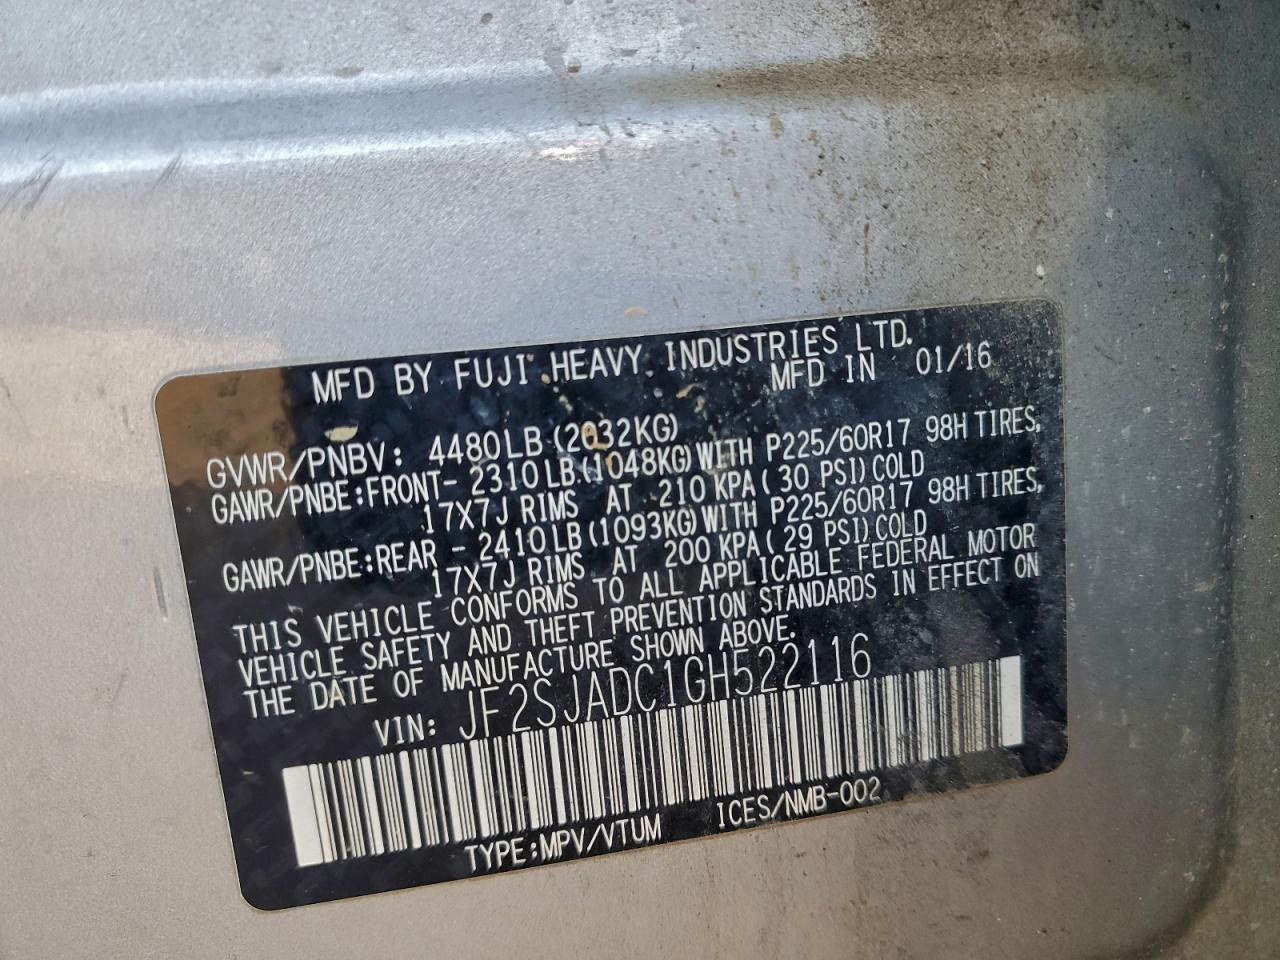 MFD BY FUJI HEAVY INDUSTRIES LTD.
MFD IN 01/16
GVWR/PNBV: 4480LB (2032KG)
GAWR/PNBE:FRONT- 2310LB(1048KG)WITH P225/60R17 98H TIRES,
17X7J RIMS AT 210 KPA( 30 PSI)COLD
GAWR/PNBE:REAR - 2410LB(1093KG)WITH P225/60R17 98H TIRES,
17X7J RIMS AT 200 KPA( 29 PSI)COLD
THIS VEHICLE CONFORMS TO ALL APPLICABLE FEDERAL MOTOR
VEHICLE SAFETY AND THEFT PREVENTION STANDARDS IN EFFECT ON
THE DATE OF MANUFACTURE SHOWN ABOVE.
VIN: JF2SJADC1GH522116
TYPE:MPV/VTUM ICES/NMB-002